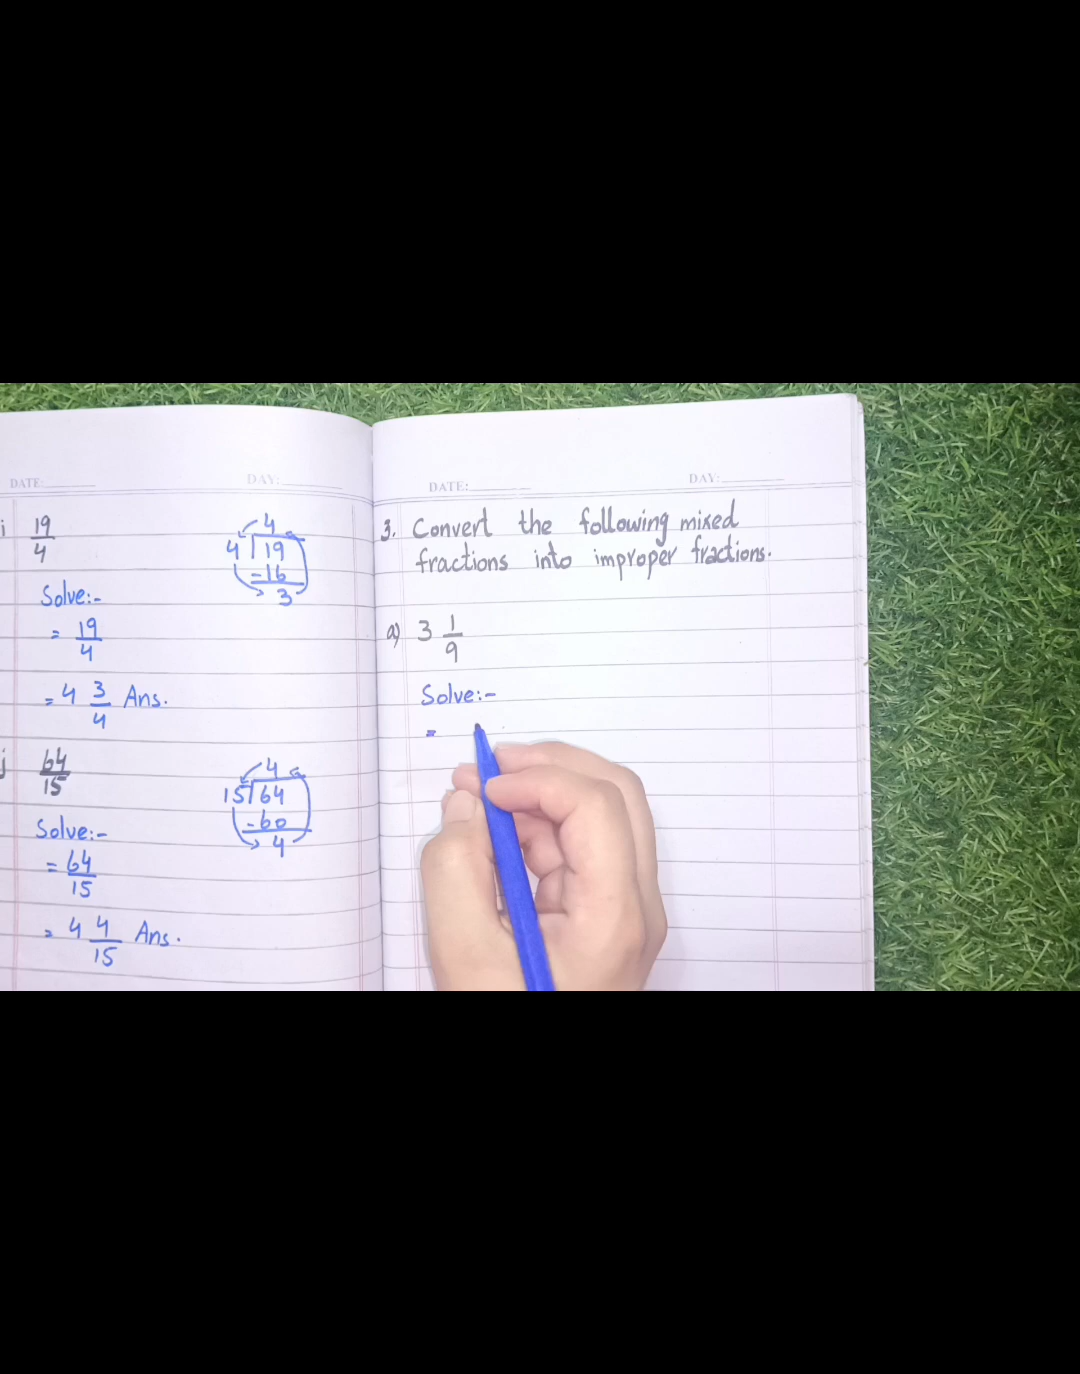 DATE:
DAY:
i 19/4
4
4 19
-16
3
Solve:-
= 19/4
= 4 3/4 Ans.
j 64/15
4
15 64
-60
4
Solve:-
= 64/15
= 4 4/15 Ans.
DATE:
DAY:
3. Convert the following mixed
fractions into improper fractions.
a) 3 1/9
Solve:-
=